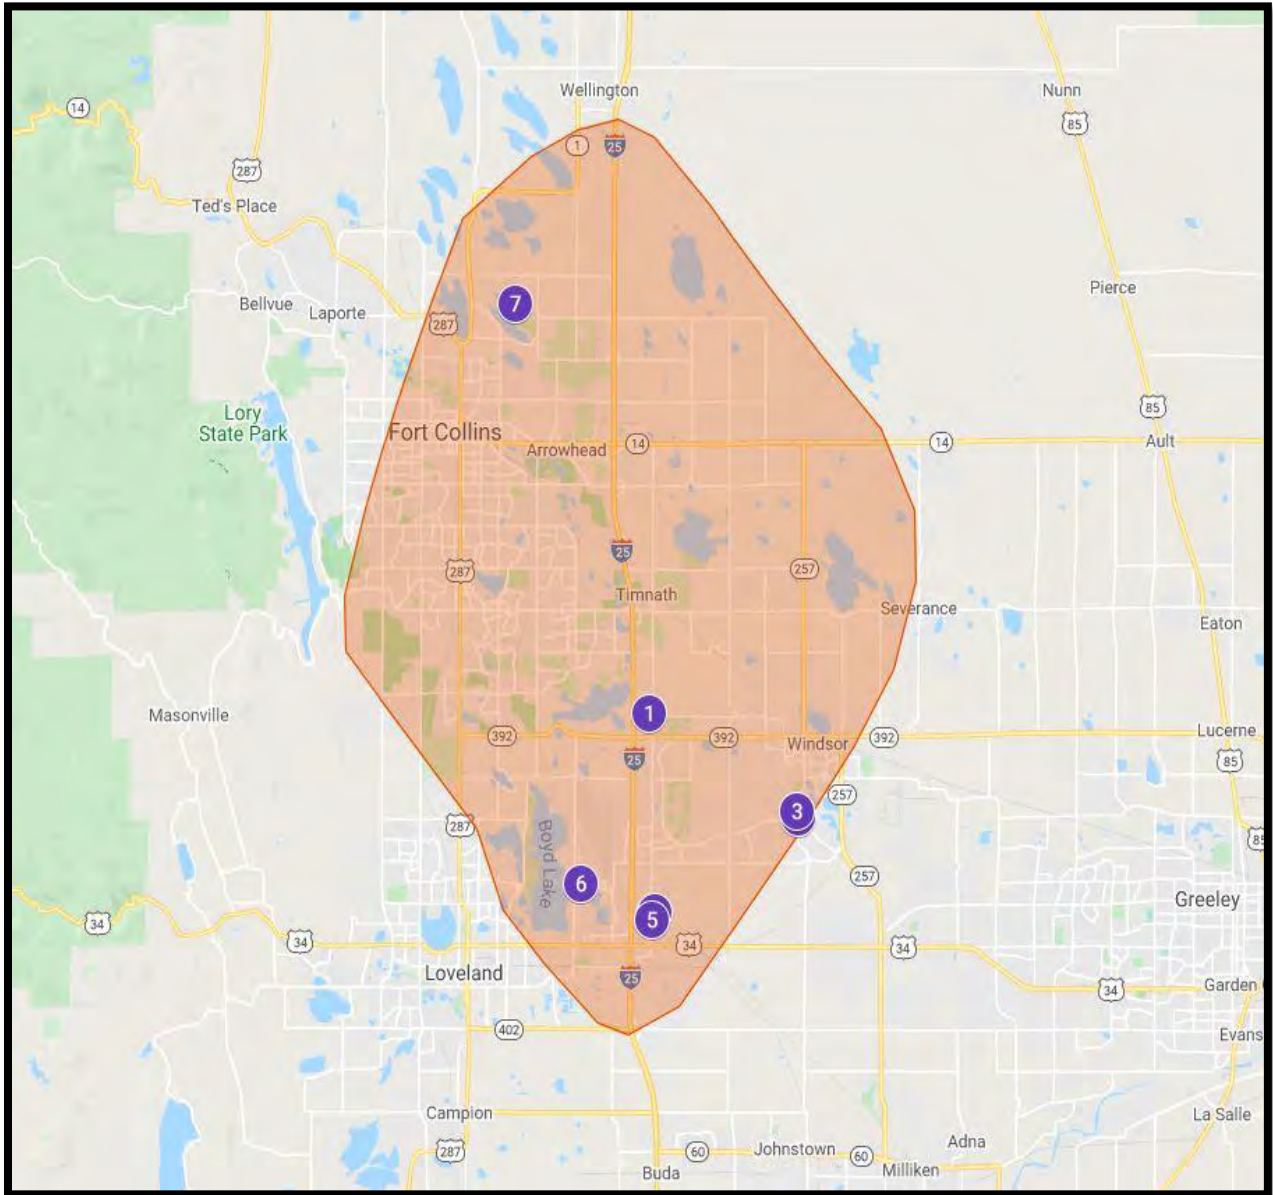 Wellington
Nunn
14
85
1
25
287
Ted's Place
Pierce
Bellvue
Laporte
7
287
Lory
State Park
85
Fort Collins
Arrowhead
14
14
Ault
25
287
257
Timnath
Severance
Eaton
Masonville
1
392
392
Windsor
392
Lucerne
25
85
257
3
287
85
Boyd Lake
6
257
5
Greeley
34
34
34
34
Loveland
25
34
Garden
402
Evans
Campion
La Salle
287
60
Johnstown
60
Adna
Milliken
Buda